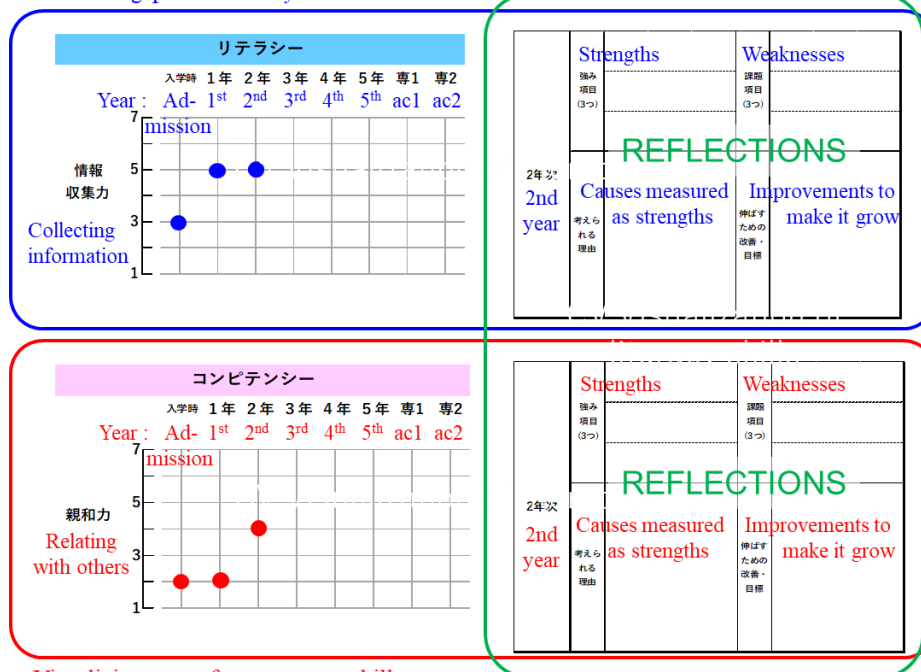 リテラシー
入学時 1年 2年 3年 4年 5年 専1 専2
Year : Ad- 1st 2nd 3rd 4th 5th ac1 ac2
mission
7
5
3
1
情報
収集力
Collecting
information
Strengths
Weaknesses
強み
項目
(3つ)
課題
項目
(3つ)
REFLECTIONS
2年次
2nd
year
考えら
れる
理由
Causes measured
as strengths
伸ばす
ための
改善・
目標
Improvements to
make it grow
コンピテンシー
入学時 1年 2年 3年 4年 5年 専1 専2
Year : Ad- 1st 2nd 3rd 4th 5th ac1 ac2
mission
7
5
3
1
親和力
Relating
with others
Strengths
Weaknesses
強み
項目
(3つ)
課題
項目
(3つ)
REFLECTIONS
2年次
2nd
year
考えら
れる
理由
Causes measured
as strengths
伸ばす
ための
改善・
目標
Improvements to
make it grow